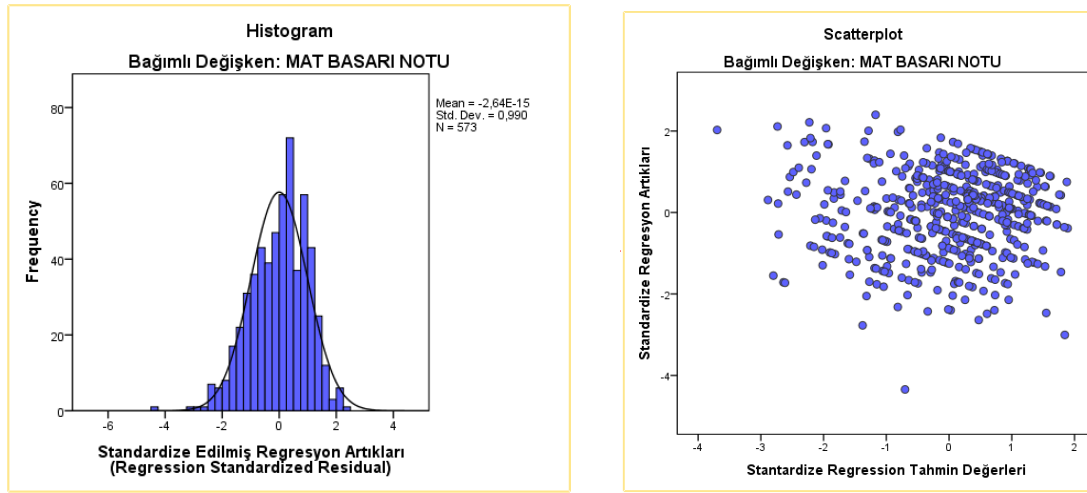 Histogram
Bağımlı Değişken: MAT BASARI NOTU
Mean = -2,64E-15
Std. Dev. = 0,990
N = 573
Frequency
80
60
40
20
0
-6 -4 -2 0 2 4
Standardize Edilmiş Regresyon Artıkları
(Regression Standardized Residual)
Scatterplot
Bağımlı Değişken: MAT BASARI NOTU
Standardize Regresyon Artıkları
2
0
-2
-4
-4 -3 -2 -1 0 1 2
Stantardize Regression Tahmin Değerleri